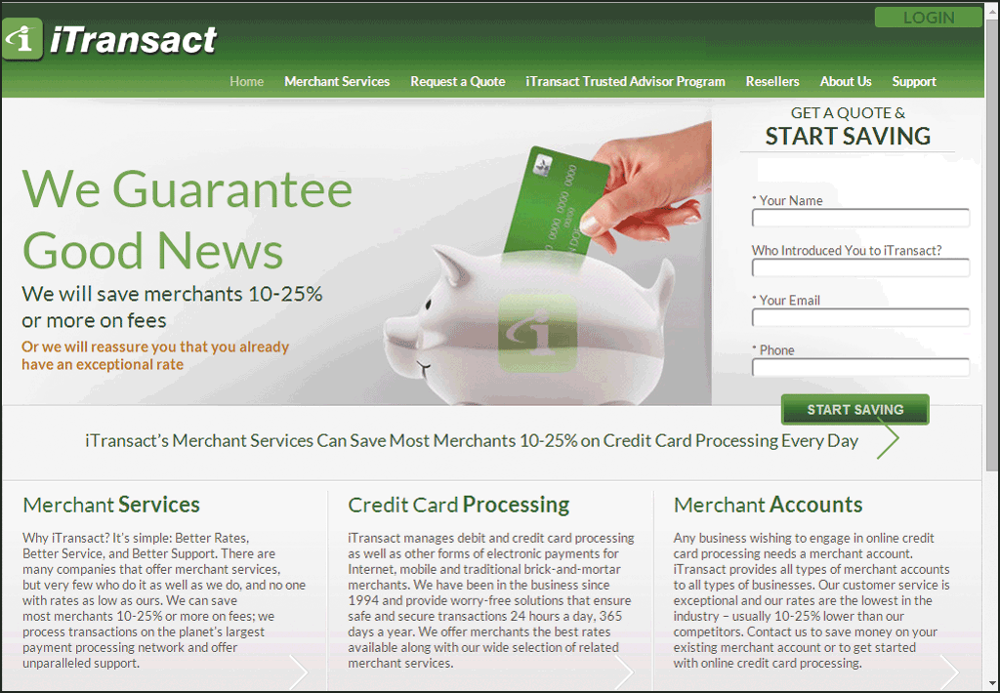 LOGIN
iTransact
Home Merchant Services Request a Quote iTransact Trusted Advisor Program Resellers About Us Support
We Guarantee
Good News
We will save merchants 10-25%
or more on fees
Or we will reassure you that you already
have an exceptional rate
0000 0000 0000
GET A QUOTE &
START SAVING
* Your Name
Who Introduced You to iTransact?
* Your Email
* Phone
START SAVING
iTransact's Merchant Services Can Save Most Merchants 10-25% on Credit Card Processing Every Day
Merchant Services
Why iTransact? It's simple: Better Rates,
Better Service, and Better Support. There are
many companies that offer merchant services,
but very few who do it as well as we do, and no one
with rates as low as ours. We can save
most merchants 10-25% or more on fees; we
process transactions on the planet's largest
payment processing network and offer
unparalleled support.
Credit Card Processing
iTransact manages debit and credit card processing
as well as other forms of electronic payments for
Internet, mobile and traditional brick-and-mortar
merchants. We have been in the business since
1994 and provide worry-free solutions that ensure
safe and secure transactions 24 hours a day, 365
days a year. We offer merchants the best rates
available along with our wide selection of related
merchant services.
Merchant Accounts
Any business wishing to engage in online credit
card processing needs a merchant account.
iTransact provides all types of merchant accounts
to all types of businesses. Our customer service is
exceptional and our rates are the lowest in the
industry – usually 10-25% lower than our
competitors. Contact us to save money on your
existing merchant account or to get started
with online credit card processing.